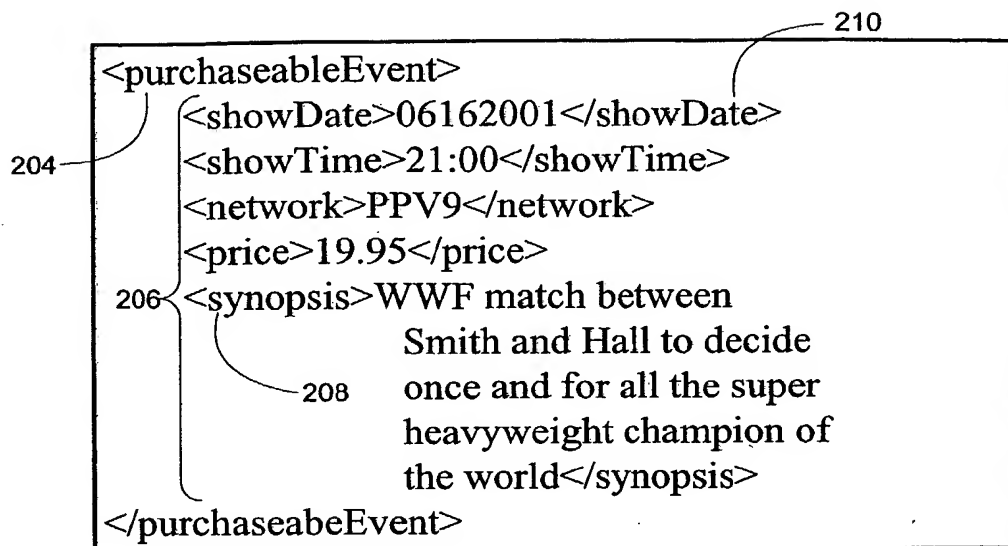 210
<purchaseableEvent>
<showDate>06162001</showDate>
204
<showTime>21:00</showTime>
<network>PPV9</network>
<price>19.95</price>
206
<synopsis>WWF match between
Smith and Hall to decide
208
once and for all the super
heavyweight champion of
the world</synopsis>
</purchaseabeEvent>